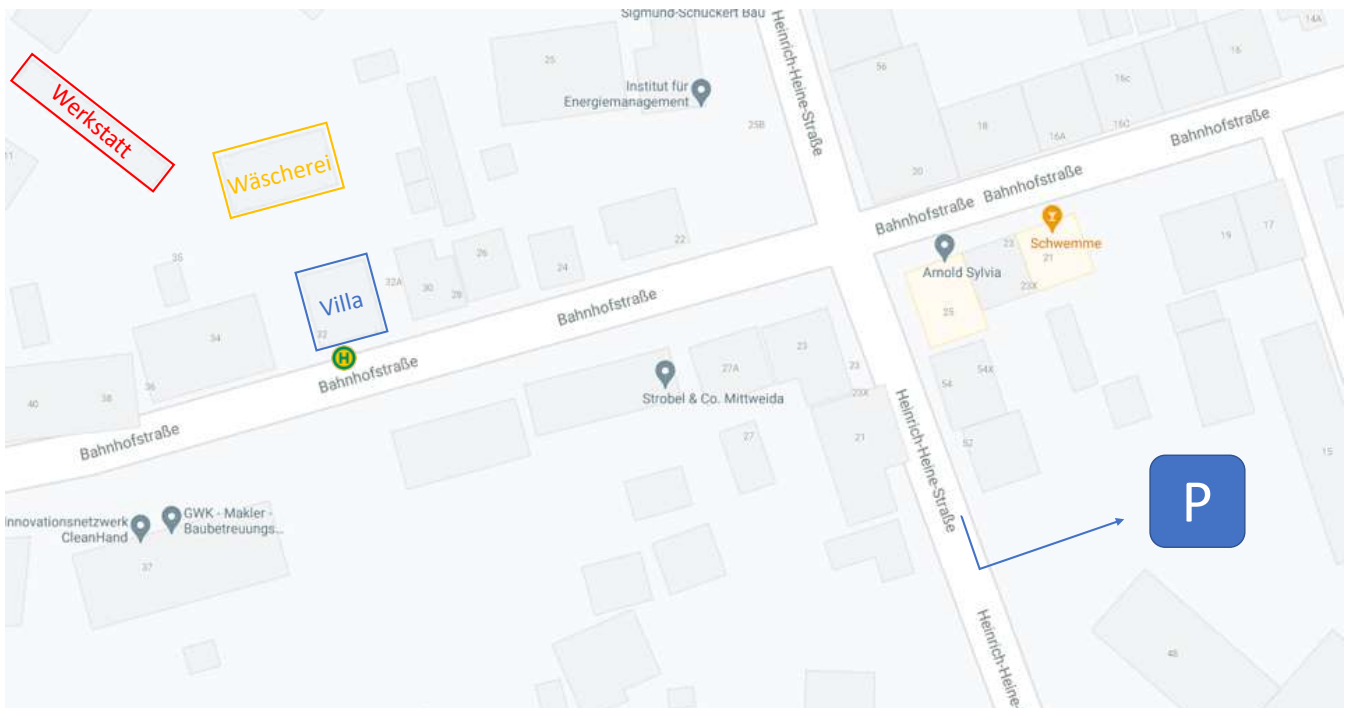 Sigmund-Schuckert Bau
14A
25
56
16
16c
Institut für
Energiemanagement
Heinrich-Heine-Straße
25B
18
16A
16C
Bahnhofstraße
Werkstatt
11
Wäscherei
20
Bahnhofstraße
Bahnhofstraße
35
22
26
24
32A
30
28
Villa
32
H
34
36
40
38
Bahnhofstraße
Bahnhofstraße
Bahnhofstraße
Schwemme
23
21
23X
Arnold Sylvia
25
19
17
54
54X
52
15
Strobel & Co. Mittweida
27A
23
23
23X
21
27
Heinrich-Heine-Straße
P
Innovationsnetzwerk
CleanHand
GWK - Makler -
Baubetreuungs...
37
Heinrich-Heine-
48